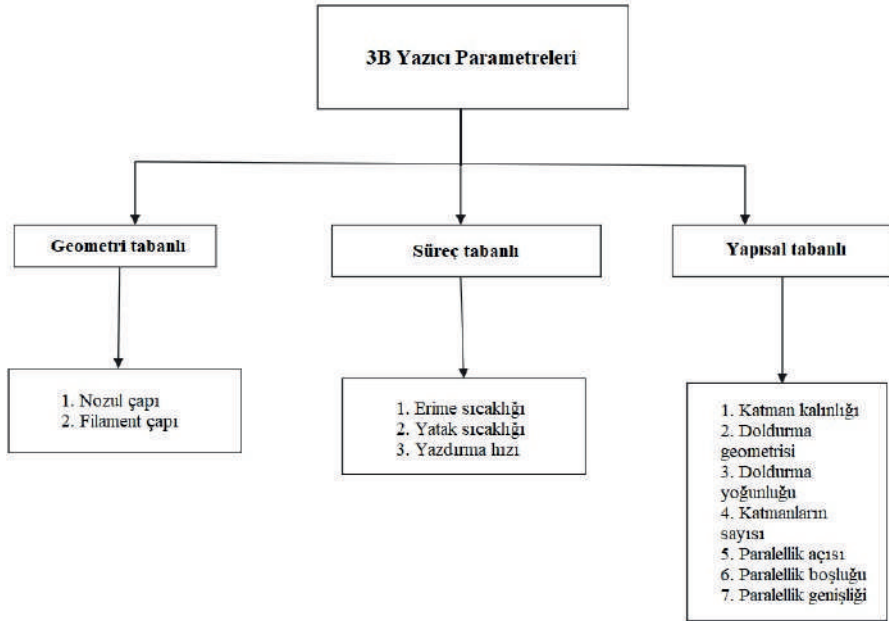 3B Yazıcı Parametreleri
Geometri tabanlı
Süreç tabanlı
Yapısal tabanlı
1. Nozul çapı
2. Filament çapı
1. Erime sıcaklığı
2. Yatak sıcaklığı
3. Yazdırma hızı
1. Katman kalınlığı
2. Doldurma
geometrisi
3. Doldurma
yoğunluğu
4. Katmanların
sayısı
5. Paralellik açısı
6. Paralellik boşluğu
7. Paralellik genişliği